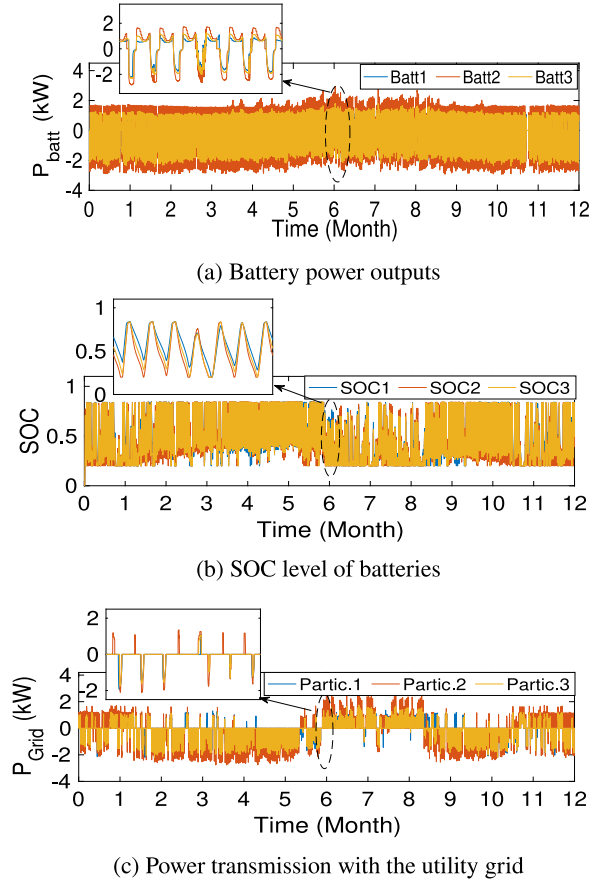 2
0
-2
Batt1 Batt2 Batt3
P_batt (kW)
4
2
0
-2
-4
0 1 2 3 4 5 6 7 8 9 10 11 12
Time (Month)
(a) Battery power outputs
1
0.5
0
SOC1 SOC2 SOC3
SOC
1
0.5
0
0 1 2 3 4 5 6 7 8 9 10 11 12
Time (Month)
(b) SOC level of batteries
2
0
-2
Partic.1 Partic.2 Partic.3
P_Grid (kW)
4
2
0
-2
-4
0 1 2 3 4 5 6 7 8 9 10 11 12
Time (Month)
(c) Power transmission with the utility grid